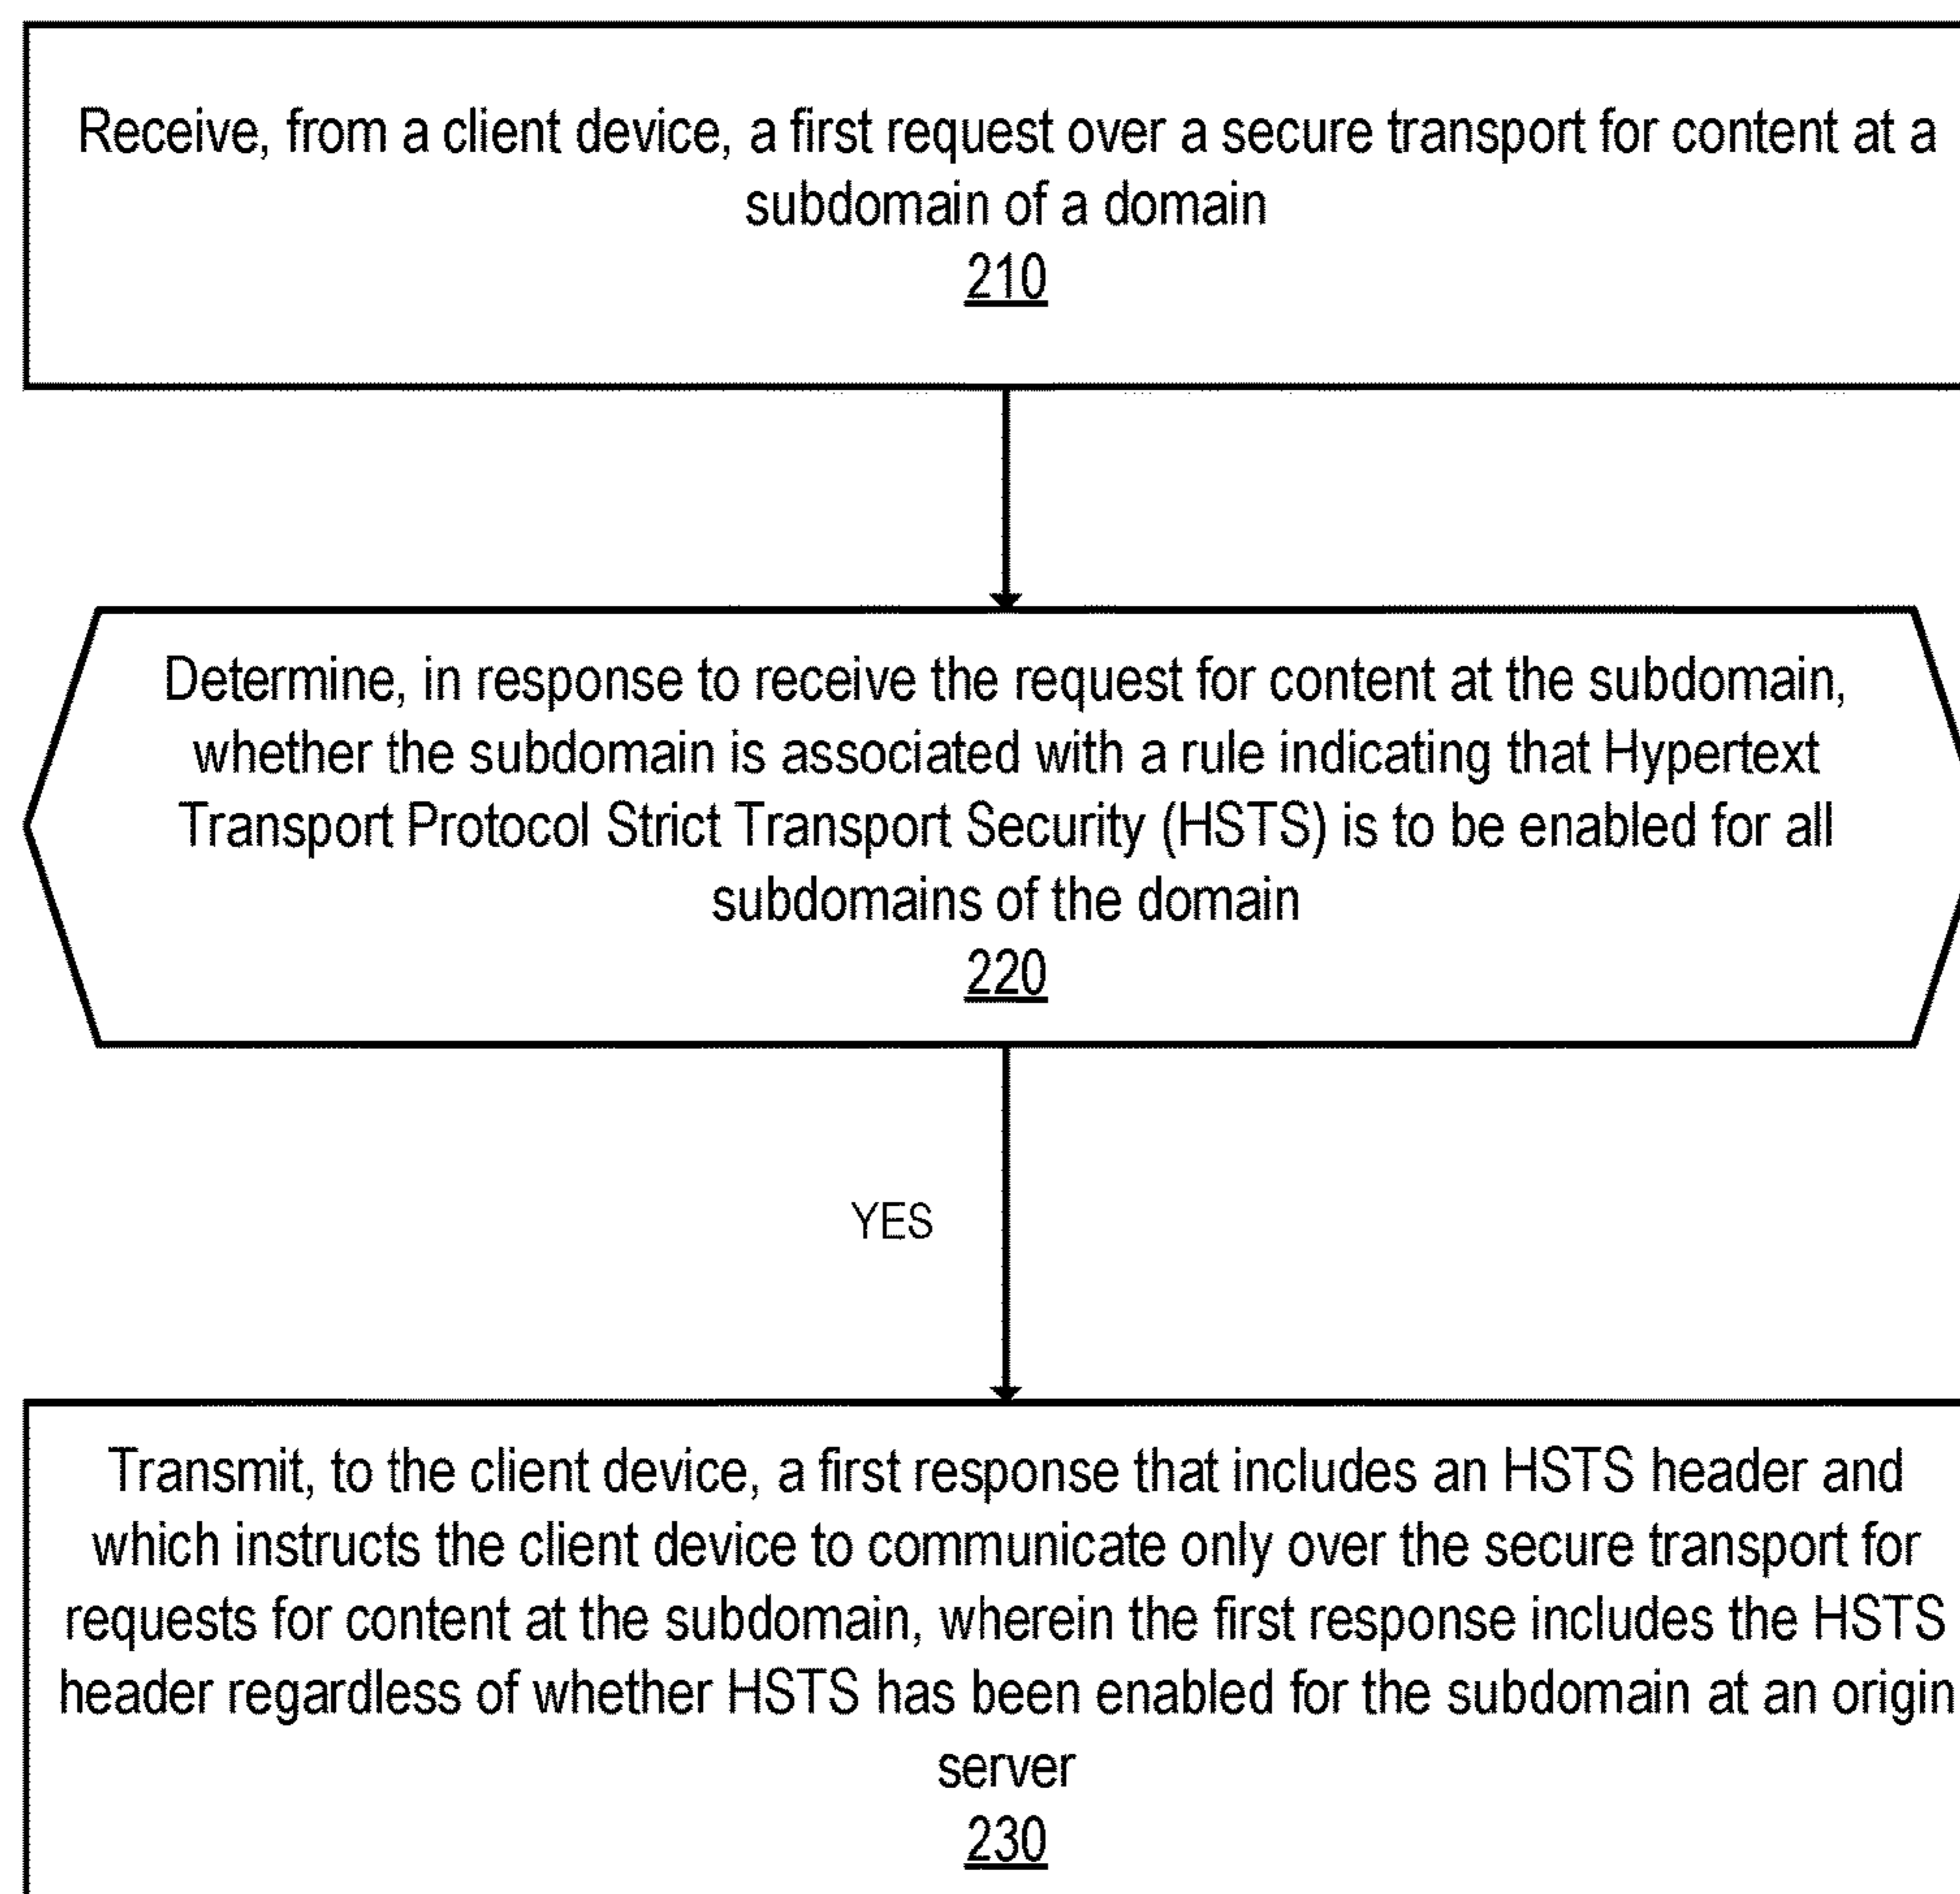 Receive, from a client device, a first request over a secure transport for content at a
subdomain of a domain
210
Determine, in response to receive the request for content at the subdomain,
whether the subdomain is associated with a rule indicating that Hypertext
Transport Protocol Strict Transport Security (HSTS) is to be enabled for all
subdomains of the domain
220
YES
Transmit, to the client device, a first response that includes an HSTS header and
which instructs the client device to communicate only over the secure transport for
requests for content at the subdomain, wherein the first response includes the HSTS
header regardless of whether HSTS has been enabled for the subdomain at an origin
server
230